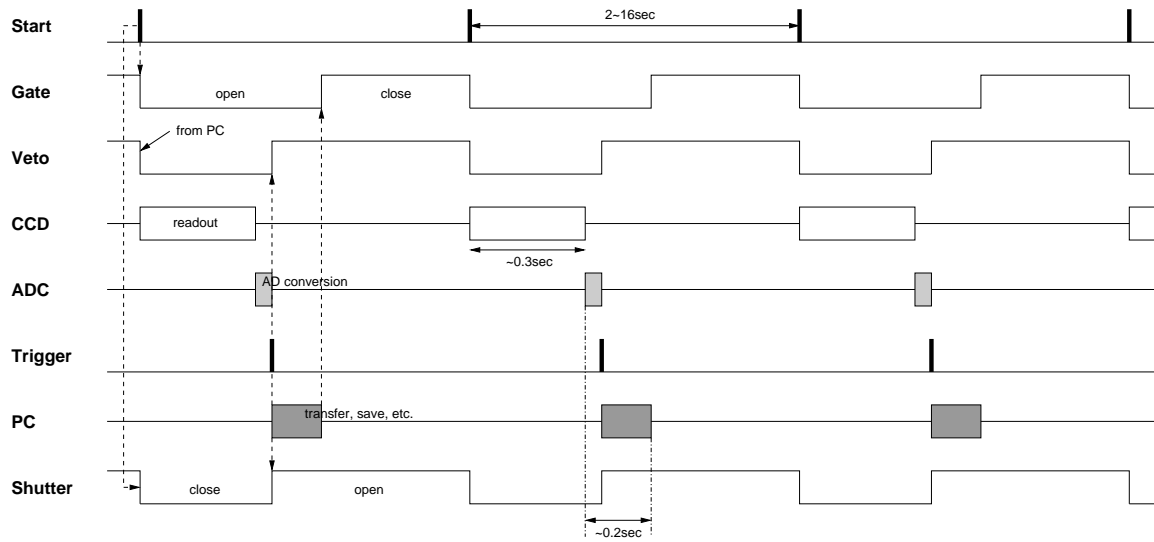 Start
2~16sec
Gate
open
close
from PC
Veto
CCD
readout
~0.3sec
ADC
AD conversion
Trigger
PC
transfer, save, etc.
Shutter
close
open
~0.2sec